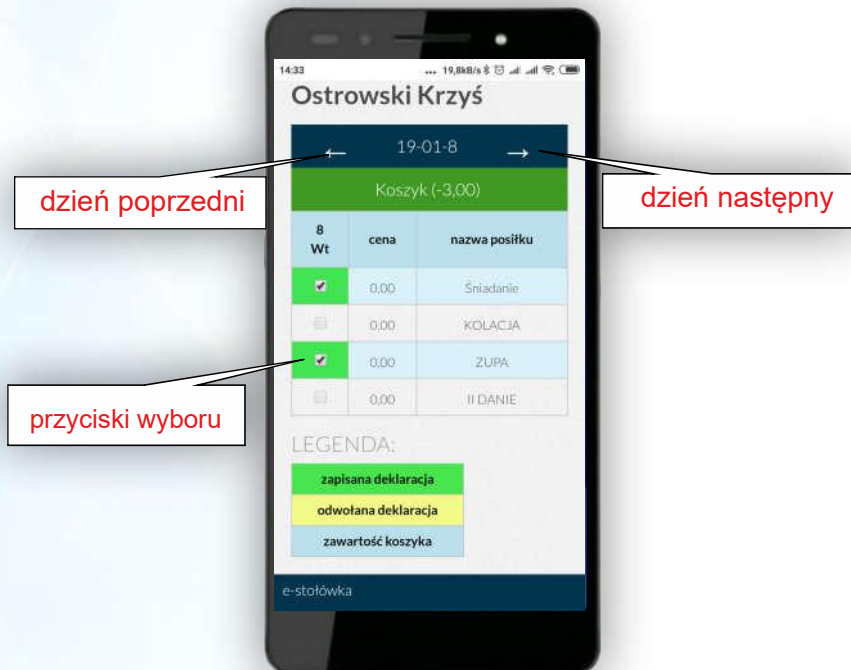 14:33 ... 19,8kB/s
Ostrowski Krzyś
← 19-01-8 →
dzień poprzedni
dzień następny
Koszyk (-3,00)
8 Wt cena nazwa posiłku
0,00 Śniadanie
0,00 KOLACJA
0,00 ZUPA
0,00 II DANIE
przyciski wyboru
LEGENDA:
zapisana deklaracja
odwołana deklaracja
zawartość koszyka
e-stołówka